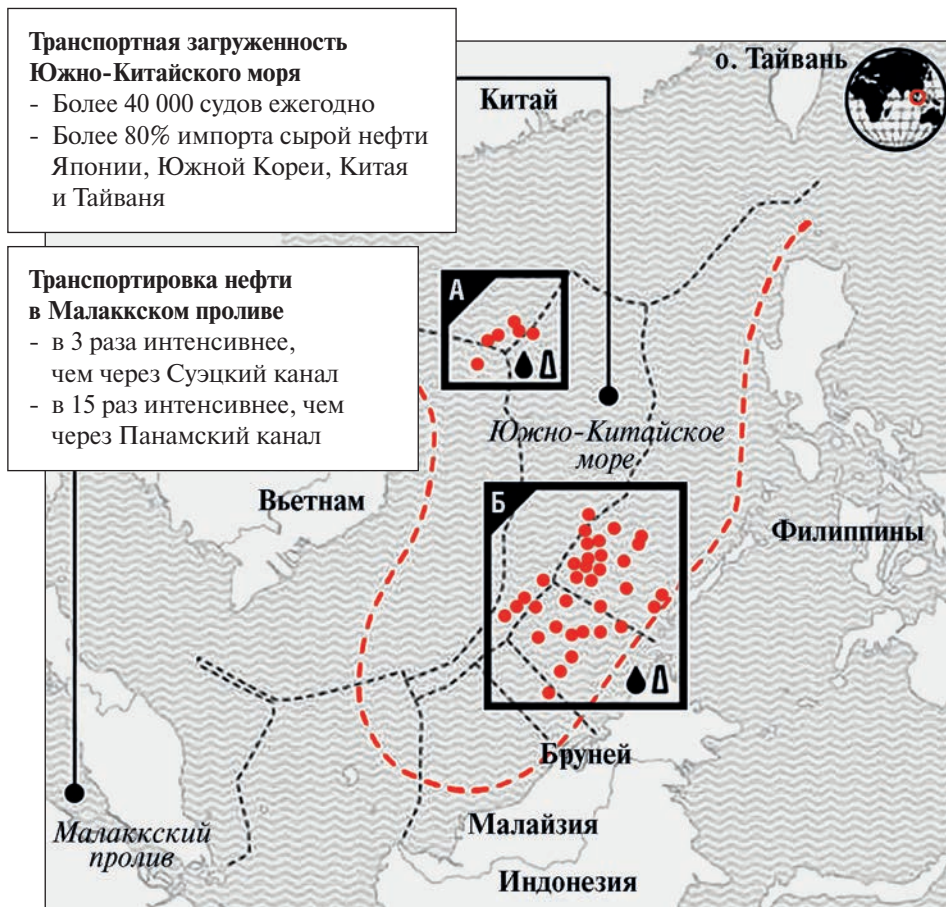 Транспортная загруженность
Южно-Китайского моря
- Более 40 000 судов ежегодно
- Более 80% импорта сырой нефти
Японии, Южной Кореи, Китая
и Тайваня
Транспортировка нефти
в Малаккском проливе
- в 3 раза интенсивнее,
чем через Суэцкий канал
- в 15 раз интенсивнее, чем
через Панамский канал
о. Тайвань
Китай
А
Южно-Китайское
море
Вьетнам
Б
Филиппины
Бруней
Малаккский
пролив
Малайзия
Индонезия